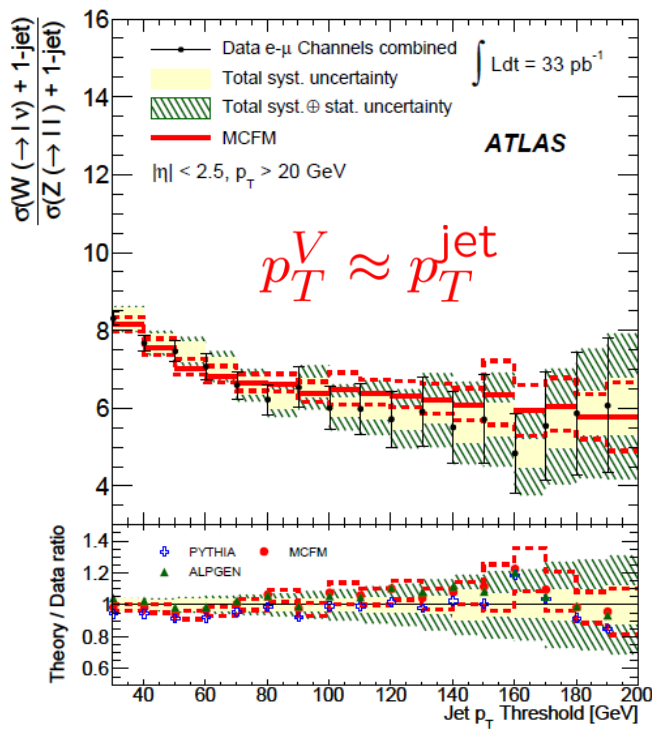 σ(W (→ l ν) + 1-jet)
σ(Z (→ l l ) + 1-jet)
16
14
12
10
8
6
4
Data e-μ Channels combined
Total syst. uncertainty
Total syst.⊕ stat. uncertainty
MCFM
∫ Ldt = 33 pb⁻¹
ATLAS
|η| < 2.5, p_T > 20 GeV
p_T^V ≈ p_T^jet
Theory / Data ratio
1.4
1.2
1
0.8
0.6
PYTHIA
MCFM
ALPGEN
40 60 80 100 120 140 160 180 200
Jet p_T Threshold [GeV]